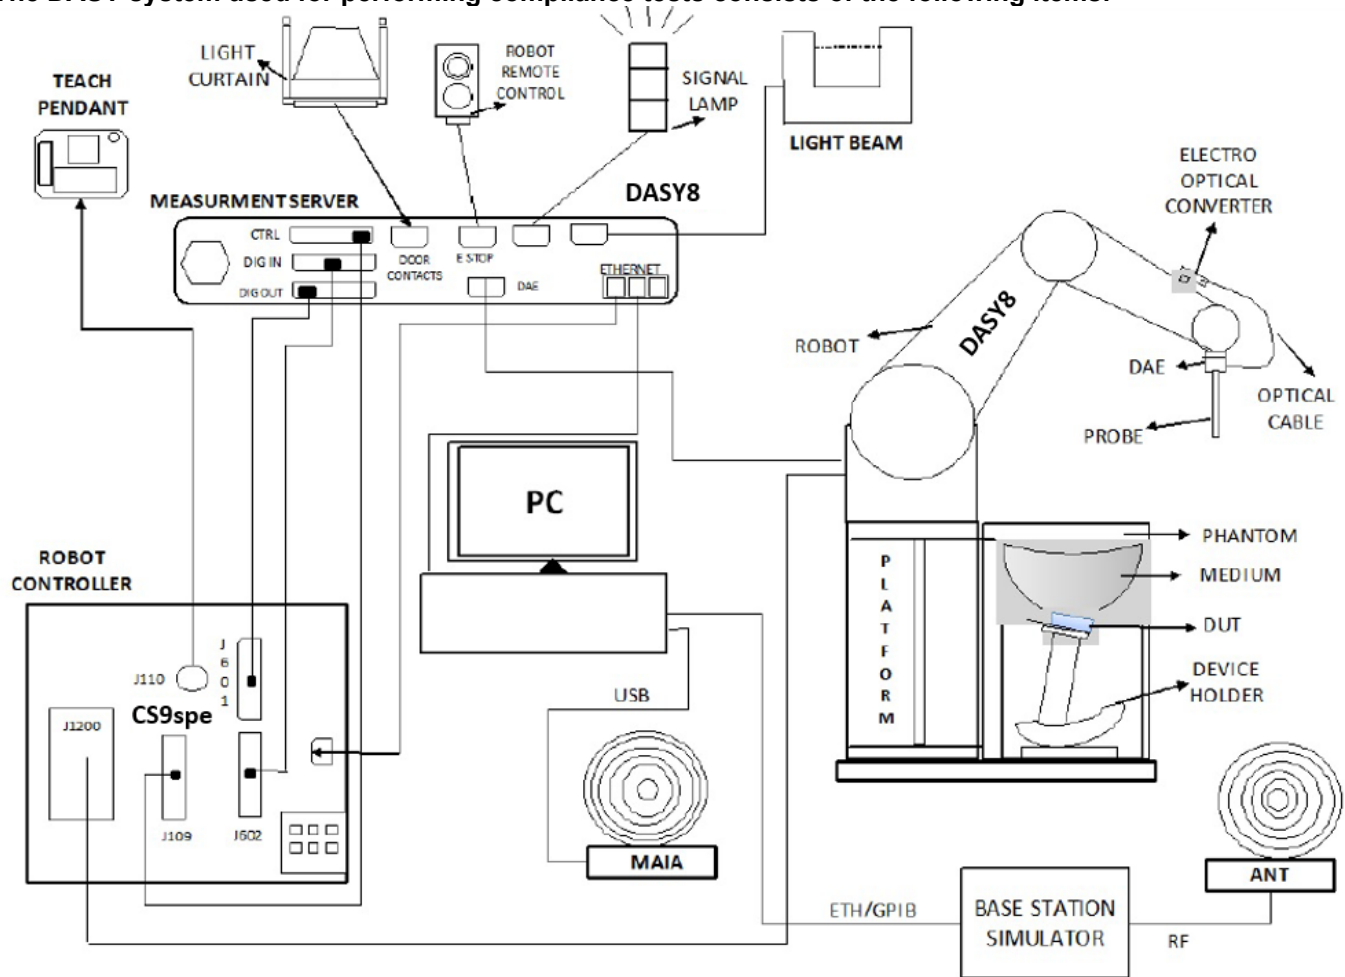 The DASY system used for performing compliance tests consists of the following items:
LIGHT
CURTAIN
ROBOT
REMOTE
CONTROL
SIGNAL
LAMP
TEACH
PENDANT
LIGHT BEAM
ELECTRO
OPTICAL
CONVERTER
MEASURMENT SERVER
DASY8
CTRL
DIG IN
DIG OUT
DOOR
CONTACTS
E STOP
DAE
ETHERNET
ROBOT
DASY8
DAE
OPTICAL
CABLE
PROBE
PC
ROBOT
CONTROLLER
PHANTOM
MEDIUM
DUT
DEVICE
HOLDER
PLATFORM
J110
J601
CS9spe
J1200
J109
J602
USB
MAIA
ANT
ETH/GPIB
BASE STATION
SIMULATOR
RF